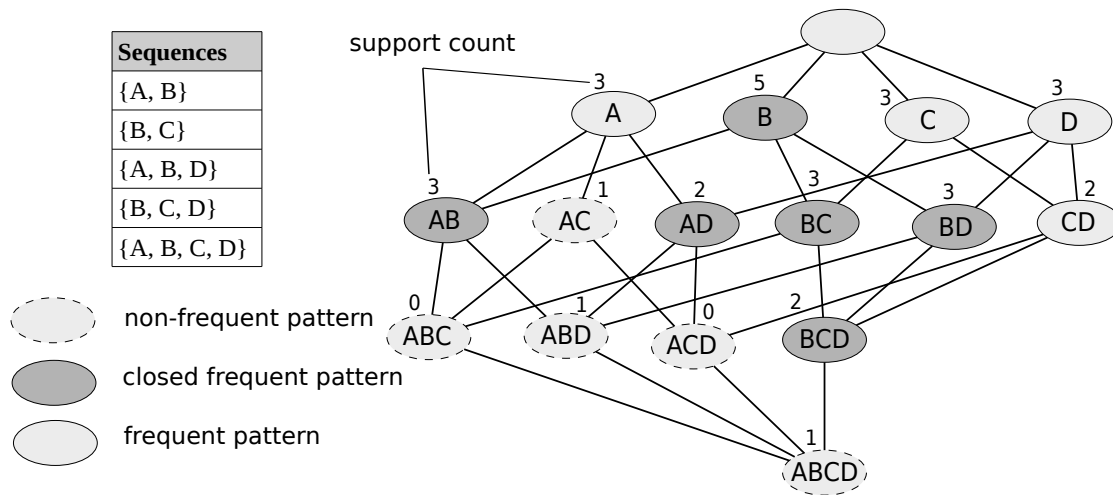 Sequences
{A, B}
{B, C}
{A, B, D}
{B, C, D}
{A, B, C, D}
support count
3
5
3
3
A
B
C
D
3
1
2
3
3
2
AB
AC
AD
BC
BD
CD
0
1
0
2
ABC
ABD
ACD
BCD
1
ABCD
non-frequent pattern
closed frequent pattern
frequent pattern